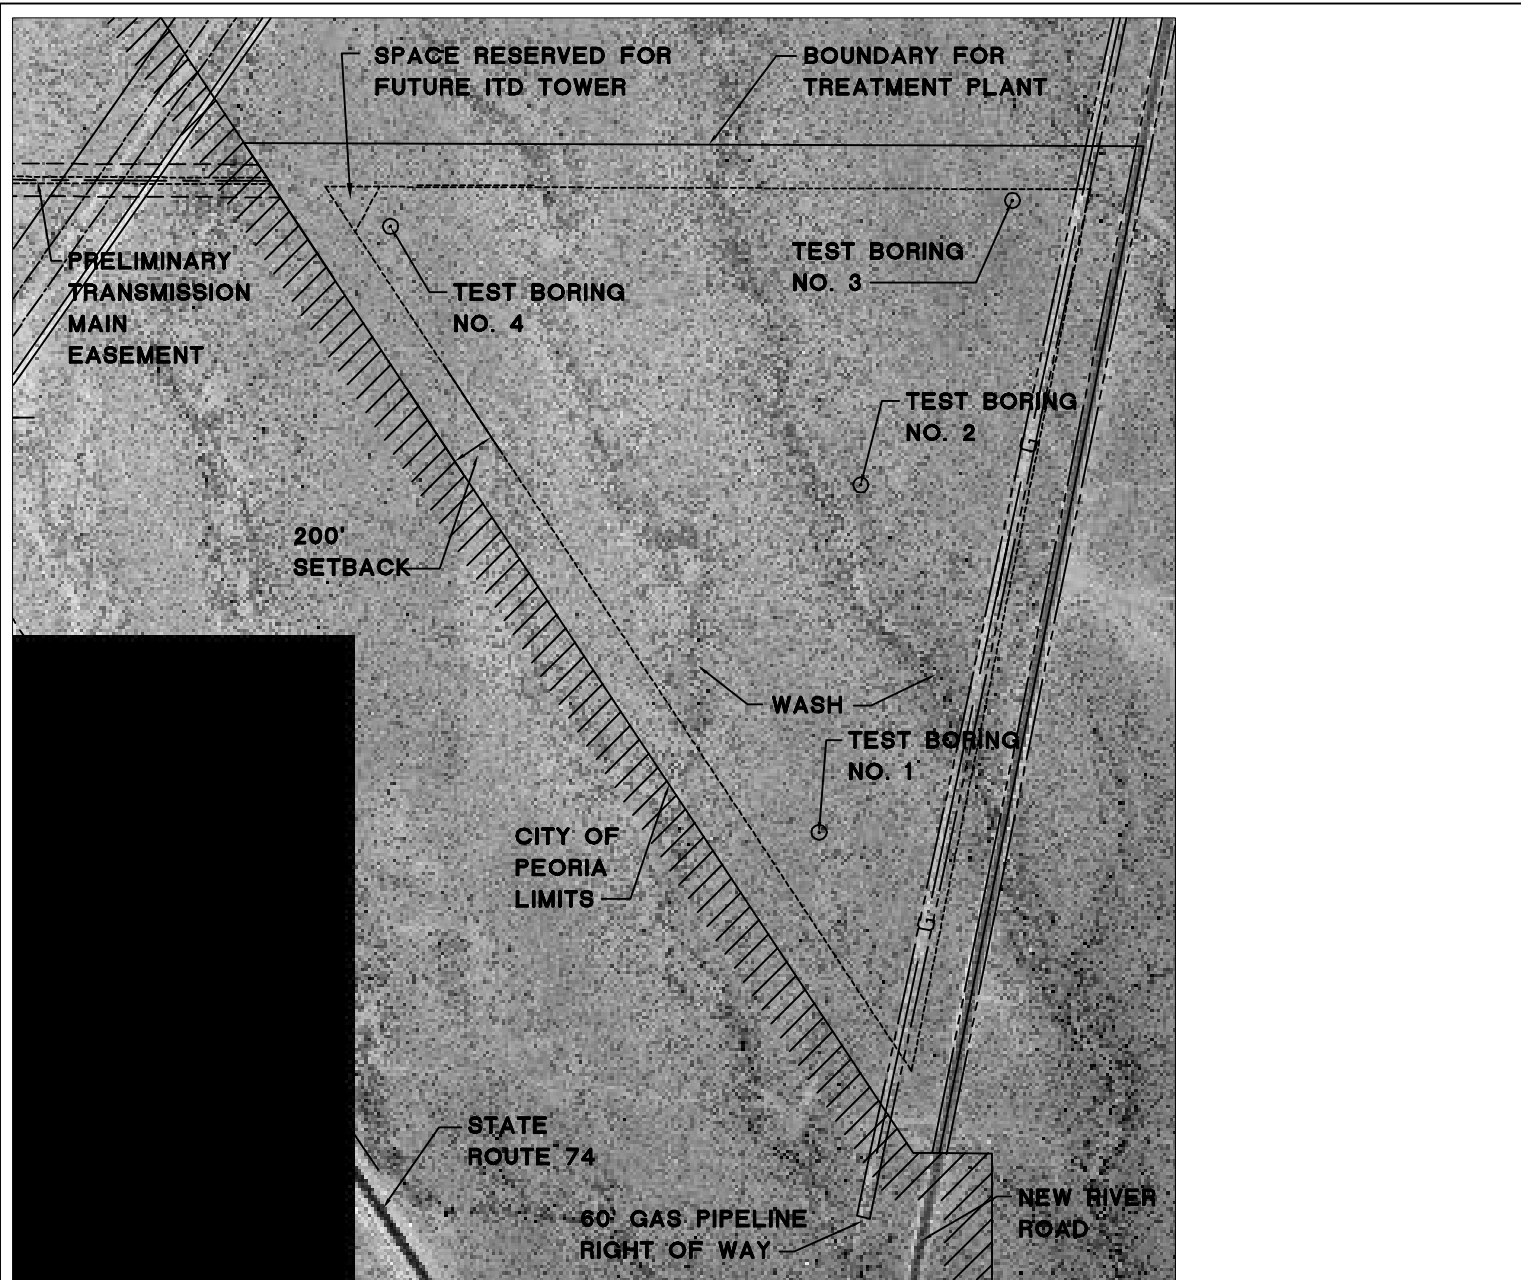 SPACE RESERVED FOR
FUTURE ITD TOWER
BOUNDARY FOR
TREATMENT PLANT
PRELIMINARY
TRANSMISSION
MAIN
EASEMENT
TEST BORING
NO. 4
TEST BORING
NO. 3
TEST BORING
NO. 2
G
200'
SETBACK
WASH
TEST BORING
NO. 1
CITY OF
PEORIA
LIMITS
G
STATE
ROUTE 74
60' GAS PIPELINE
RIGHT OF WAY
NEW RIVER
ROAD